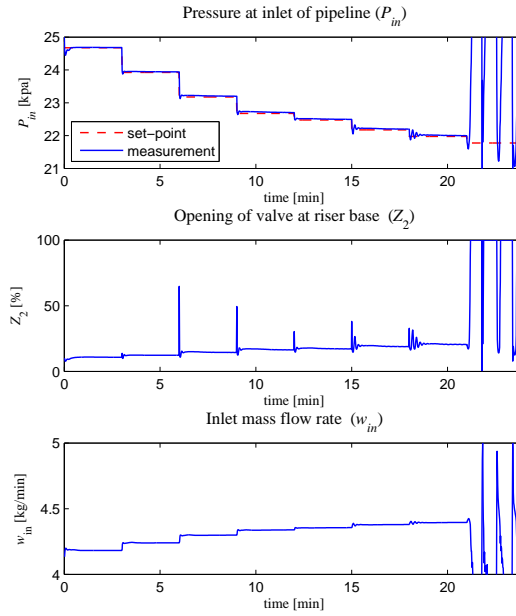 Pressure at inlet of pipeline (P_in)
25
24
23
22
21
P_in [kpa]
set-point
measurement
0 5 10 15 20
time [min]
Opening of valve at riser base (Z_2)
100
50
0
Z_2 [%]
0 5 10 15 20
time [min]
Inlet mass flow rate (w_in)
5
4.4
4
w_in [kg/min]
0 5 10 15 20
time [min]